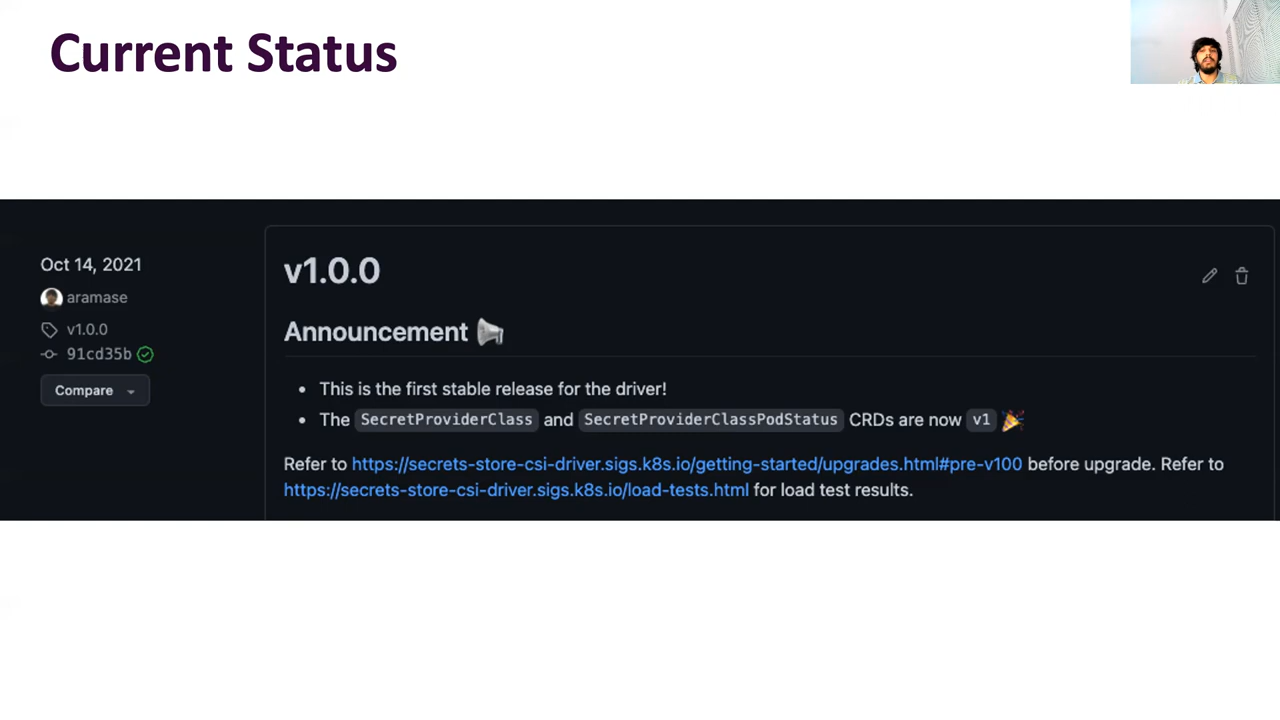 Current Status
Oct 14, 2021
aramase
v1.0.0
91cd35b
Compare
v1.0.0
Announcement 📢
• This is the first stable release for the driver!
• The SecretProviderClass and SecretProviderClassPodStatus CRDs are now v1 🎉
Refer to https://secrets-store-csi-driver.sigs.k8s.io/getting-started/upgrades.html#pre-v100 before upgrade. Refer to
https://secrets-store-csi-driver.sigs.k8s.io/load-tests.html for load test results.